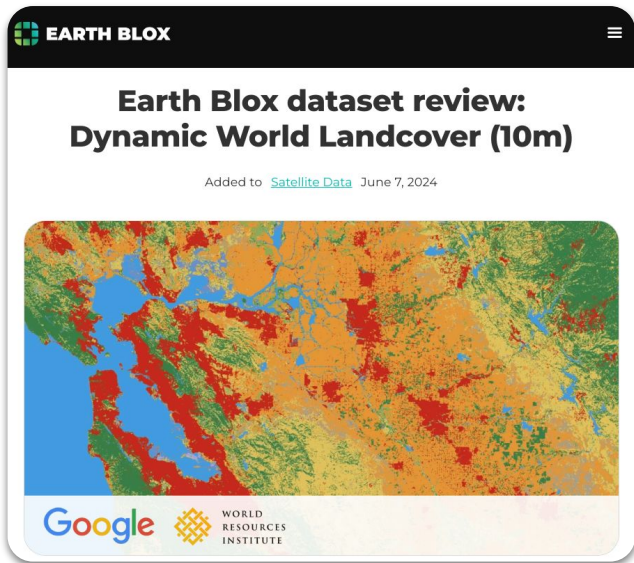 EARTH BLOX
Earth Blox dataset review:
Dynamic World Landcover (10m)
Added to Satellite Data June 7, 2024
Google
WORLD
RESOURCES
INSTITUTE